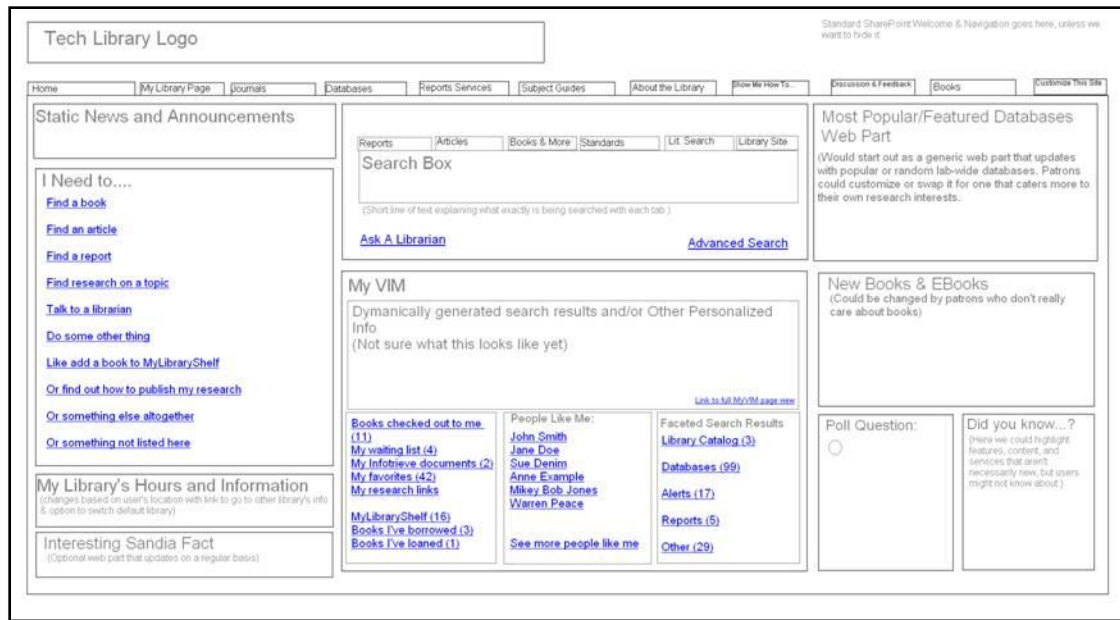 Tech Library Logo
Standard SharePoint Welcome & Navigation goes here, unless we
want to hide it
Home
My Library Page
Journals
Databases
Reports Services
Subject Guides
About the Library
Show Me How To...
Discussion & Feedback
Books
Customize This Site
Static News and Announcements
I Need to....
Find a book
Find an article
Find a report
Find research on a topic
Talk to a librarian
Do some other thing
Like add a book to MyLibraryShelf
Or find out how to publish my research
Or something else altogether
Or something not listed here
My Library's Hours and Information
(changes based on user's location with link to go to other library's info
& option to switch default library)
Interesting Sandia Fact
(Optional web part that updates on a regular basis)
Reports
Articles
Books & More
Standards
Lit. Search
Library Site
Search Box
(Short line of text explaining what exactly is being searched with each tab.)
Ask A Librarian
Advanced Search
My VIM
Dymanically generated search results and/or Other Personalized
Info
(Not sure what this looks like yet)
Link to full MyVIM page view
Books checked out to me
(11)
My waiting list (4)
My Infotrieve documents (2)
My favorites (42)
My research links
MyLibraryShelf (16)
Books I've borrowed (3)
Books I've loaned (1)
People Like Me:
John Smith
Jane Doe
Sue Denim
Anne Example
Mikey Bob Jones
Warren Peace
See more people like me
Faceted Search Results
Library Catalog (3)
Databases (99)
Alerts (17)
Reports (5)
Other (29)
Most Popular/Featured Databases
Web Part
(Would start out as a generic web part that updates
with popular or random lab-wide databases. Patrons
could customize or swap it for one that caters more to
their own research interests.
New Books & EBooks
(Could be changed by patrons who don't really
care about books)
Poll Question:
Did you know...?
(Here we could highlight
features, content, and
services that aren't
necessarily new, but users
might not know about.)